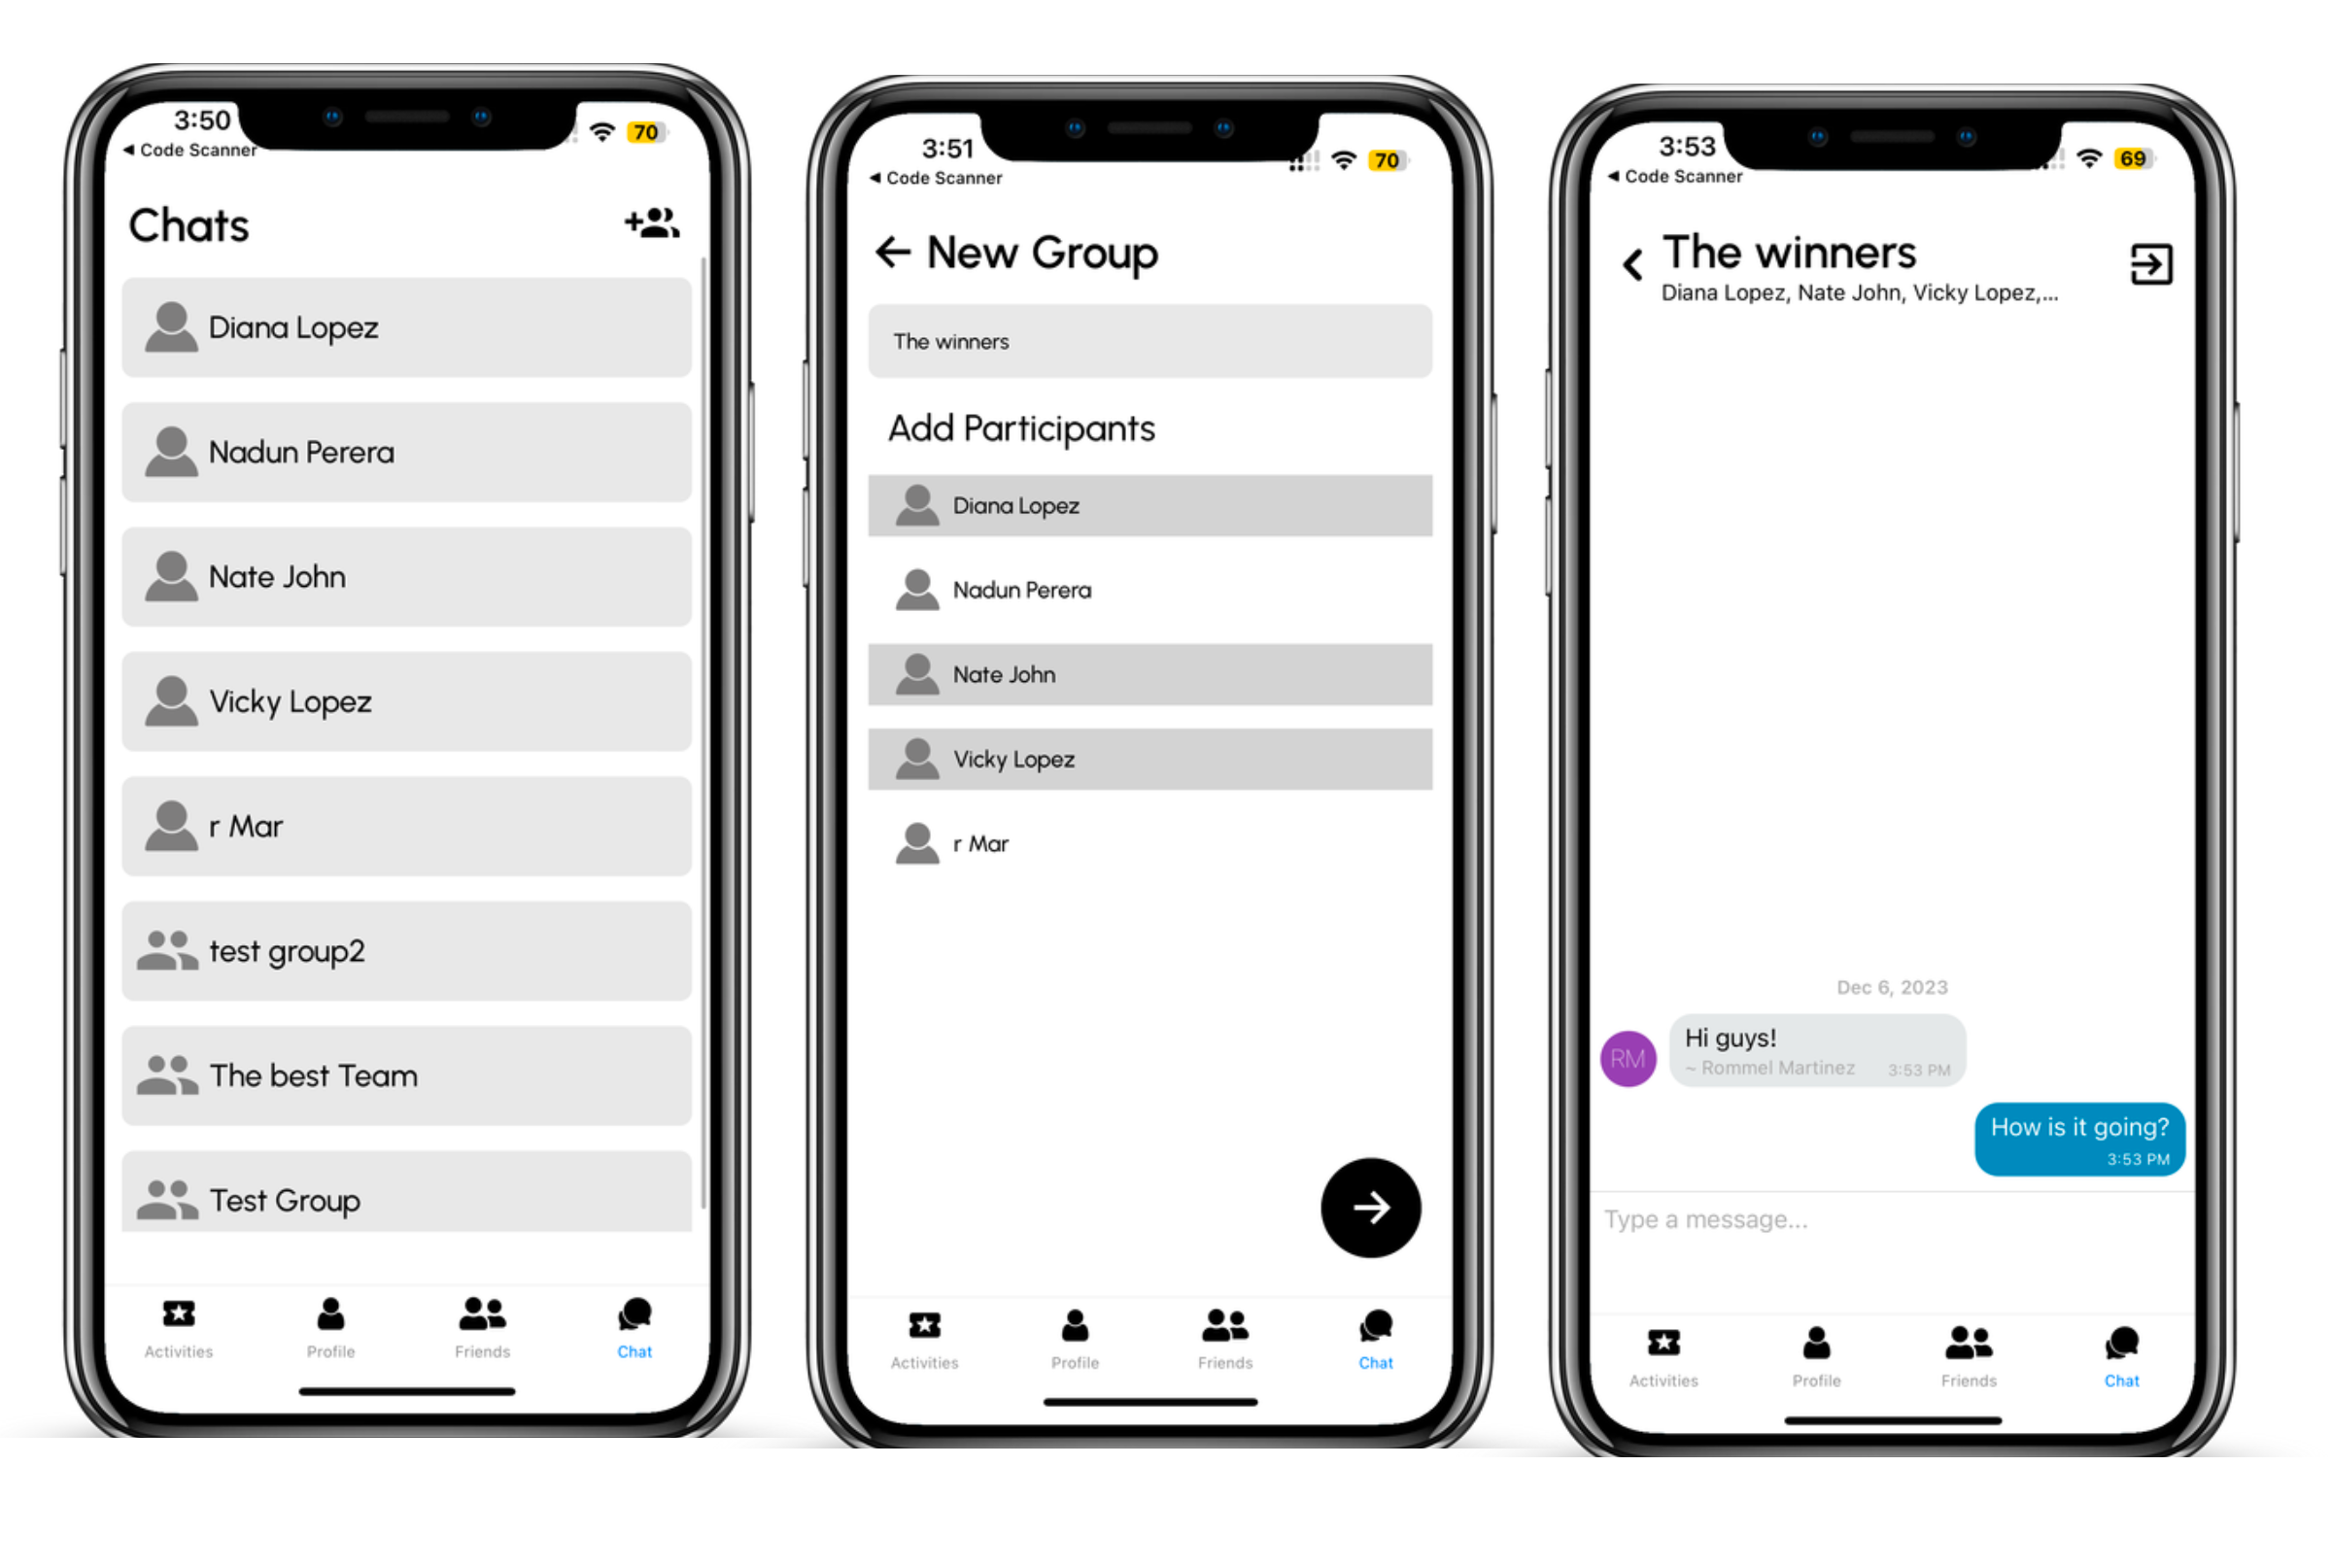 3:50
70
◀ Code Scanner
Chats
Diana Lopez
Nadun Perera
Nate John
Vicky Lopez
r Mar
test group2
The best Team
Test Group
Activities
Profile
Friends
Chat
3:51
70
◀ Code Scanner
New Group
The winners
Add Participants
Diana Lopez
Nadun Perera
Nate John
Vicky Lopez
r Mar
Activities
Profile
Friends
Chat
3:53
69
◀ Code Scanner
The winners
Diana Lopez, Nate John, Vicky Lopez,...
Dec 6, 2023
Hi guys!
RM
~ Rommel Martinez 3:53 PM
How is it going?
3:53 PM
Type a message...
Activities
Profile
Friends
Chat